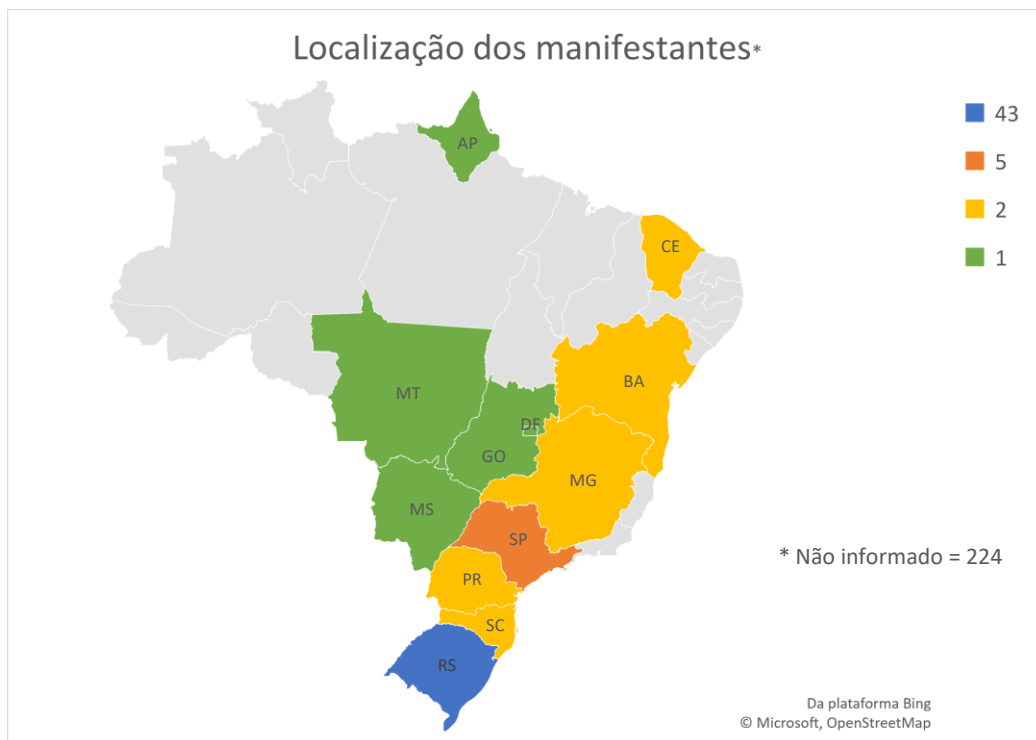 Localização dos manifestantes*
43
5
2
1
AP
CE
MT
BA
DF
GO
MG
MS
SP
* Não informado = 224
PR
SC
RS
Da plataforma Bing
© Microsoft, OpenStreetMap